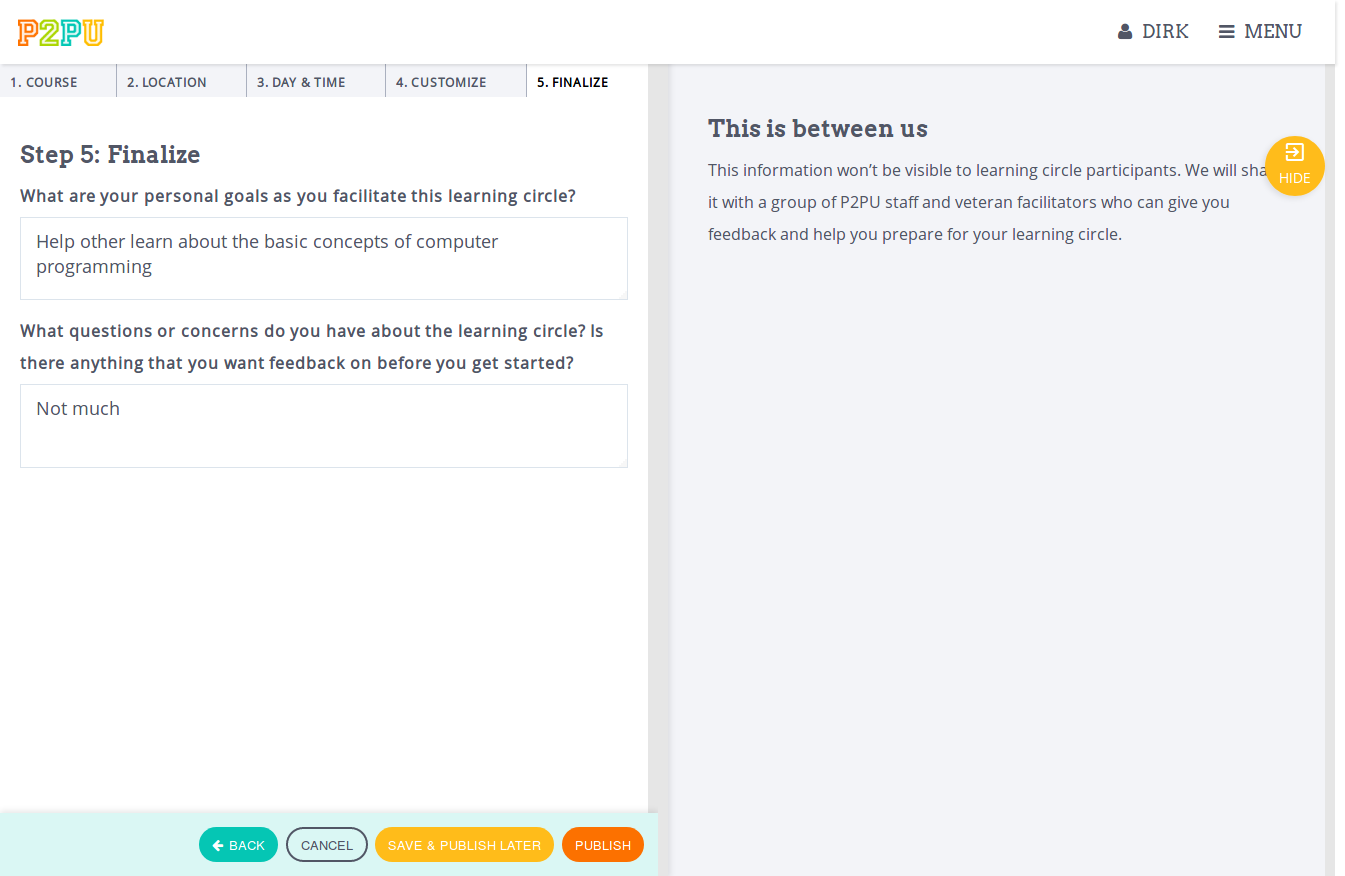 P2PU
DIRK
MENU
1. COURSE
2. LOCATION
3. DAY & TIME
4. CUSTOMIZE
5. FINALIZE
Step 5: Finalize
What are your personal goals as you facilitate this learning circle?
Help other learn about the basic concepts of computer
programming
What questions or concerns do you have about the learning circle? Is
there anything that you want feedback on before you get started?
Not much
BACK
CANCEL
SAVE & PUBLISH LATER
PUBLISH
This is between us
This information won’t be visible to learning circle participants. We will sha
it with a group of P2PU staff and veteran facilitators who can give you
feedback and help you prepare for your learning circle.
HIDE